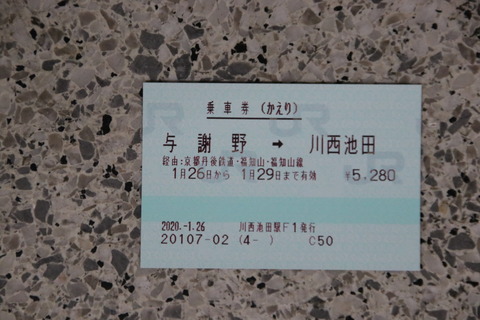 乗車券 (かえり)
与謝野 → 川西池田
経由:京都丹後鉄道・福知山・福知山線
1月26日から 1月29日まで有効 ¥5,280
2020.-1.26 川西池田駅F1発行
20107-02 (4- ) C50